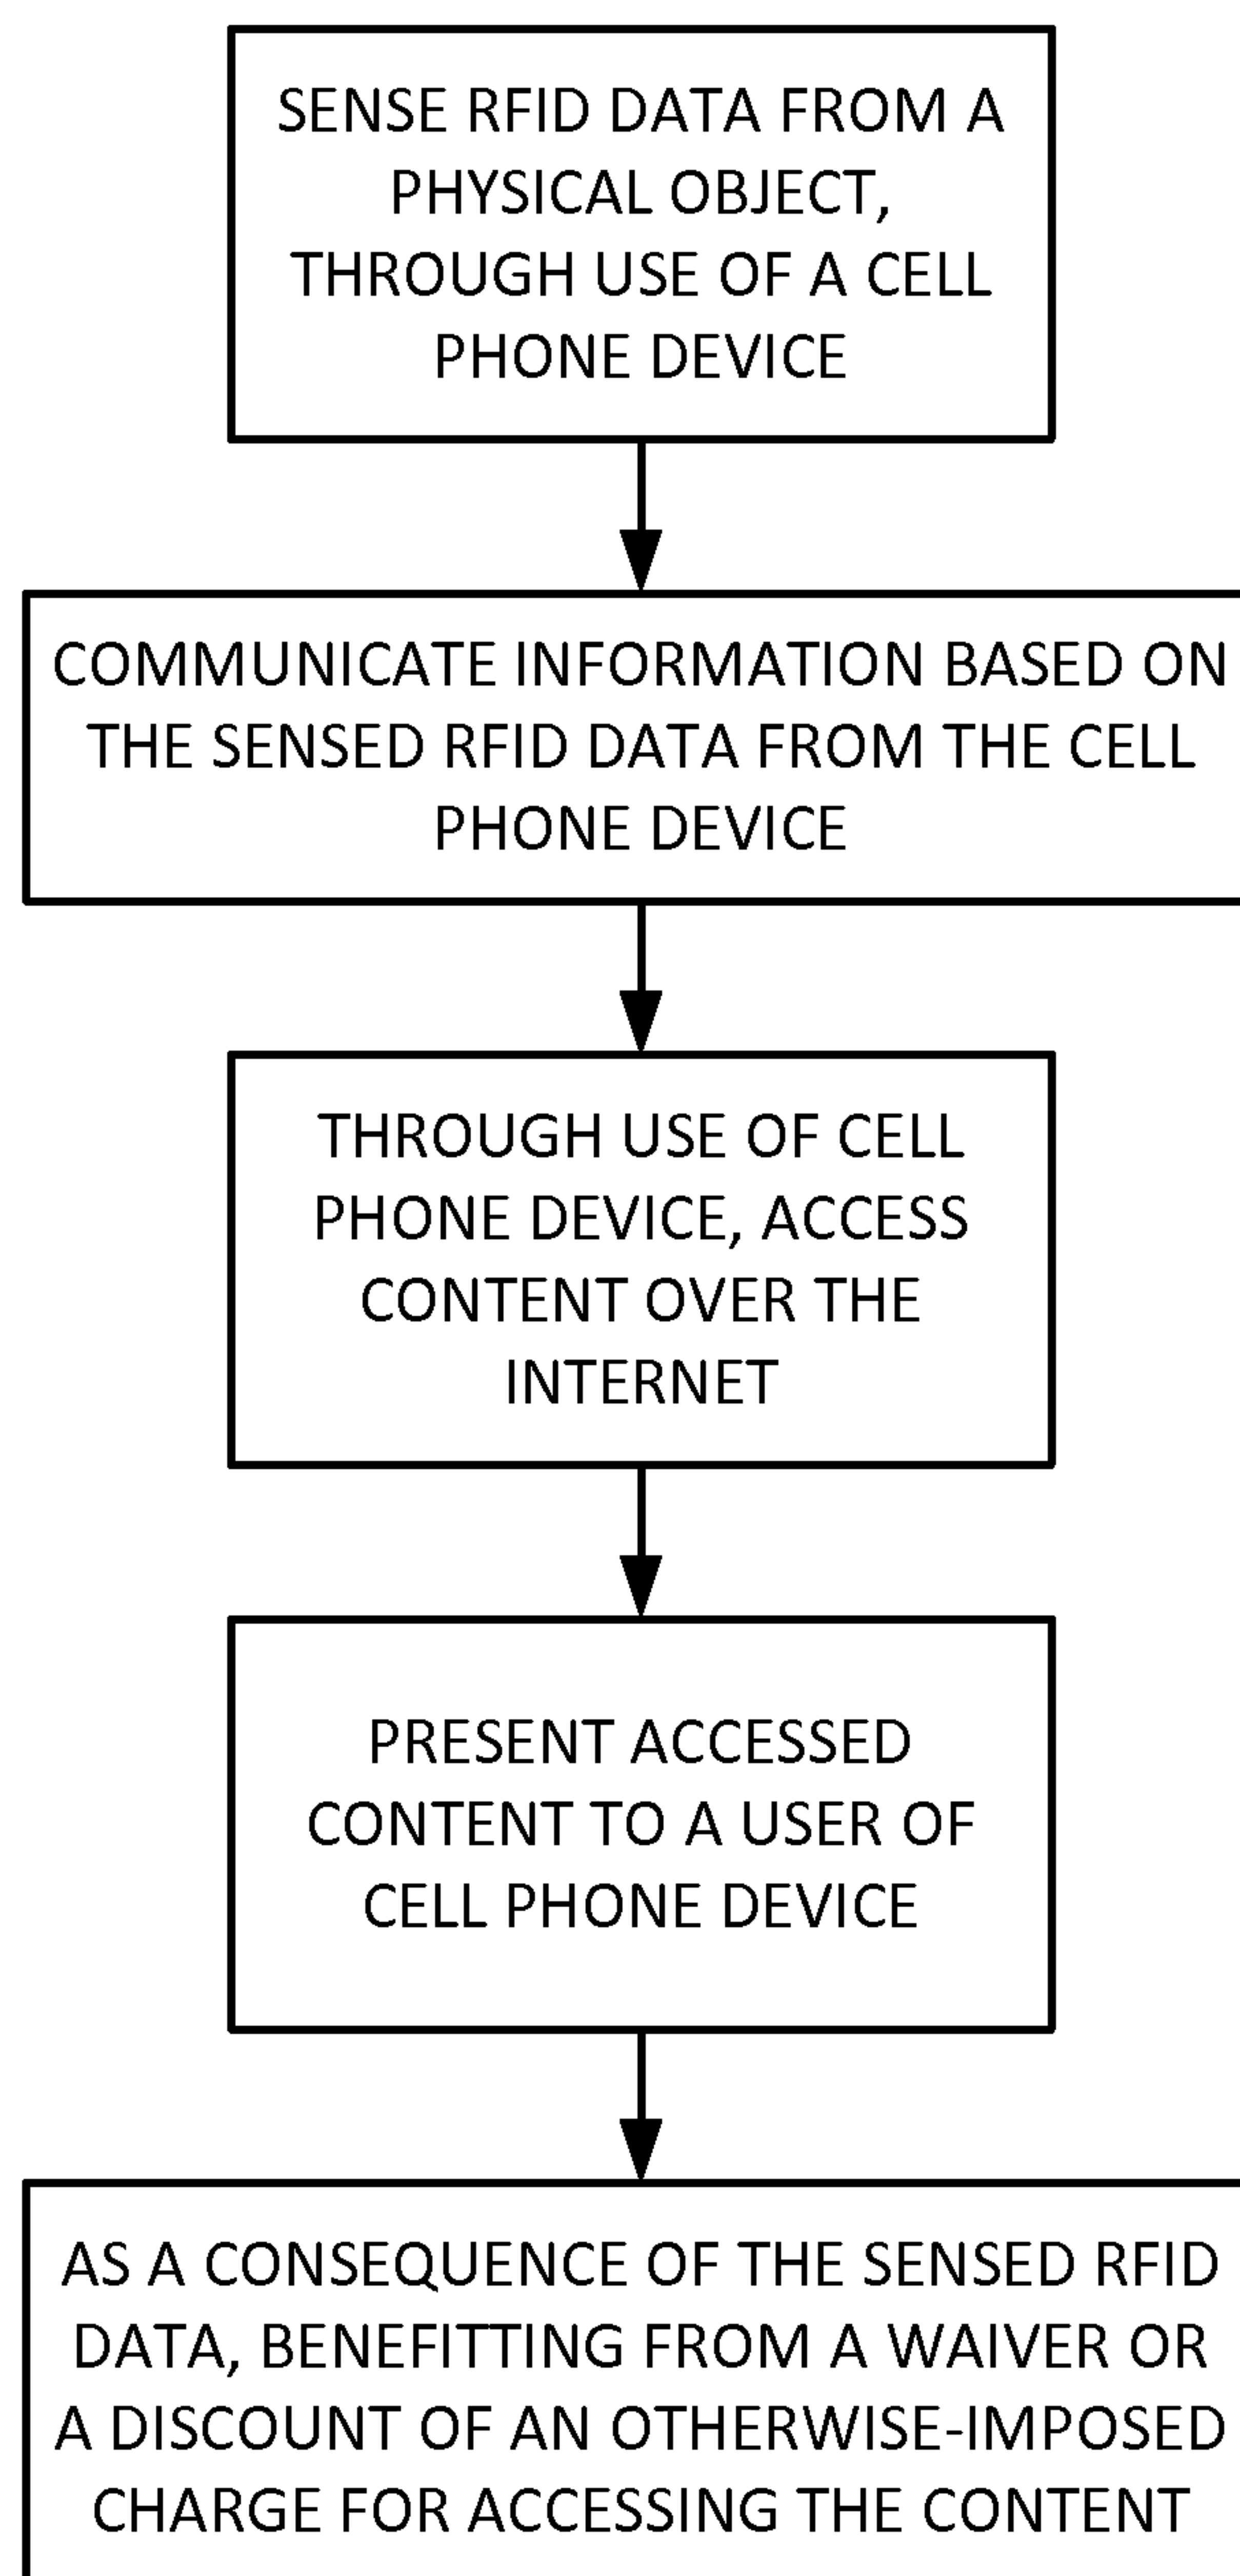 SENSE RFID DATA FROM A
PHYSICAL OBJECT,
THROUGH USE OF A CELL
PHONE DEVICE
COMMUNICATE INFORMATION BASED ON
THE SENSED RFID DATA FROM THE CELL
PHONE DEVICE
THROUGH USE OF CELL
PHONE DEVICE, ACCESS
CONTENT OVER THE
INTERNET
PRESENT ACCESSED
CONTENT TO A USER OF
CELL PHONE DEVICE
AS A CONSEQUENCE OF THE SENSED RFID
DATA, BENEFITTING FROM A WAIVER OR
A DISCOUNT OF AN OTHERWISE-IMPOSED
CHARGE FOR ACCESSING THE CONTENT